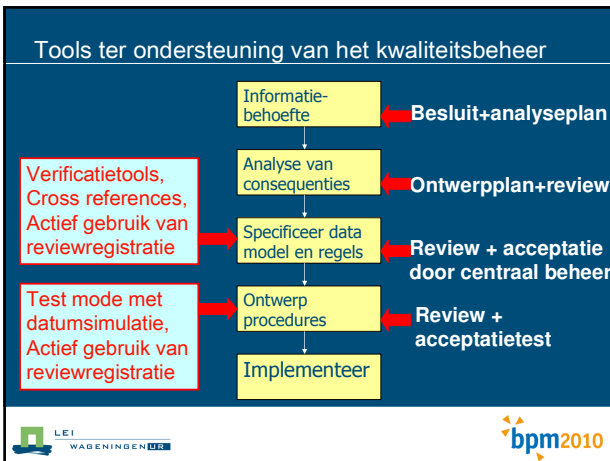 Tools ter ondersteuning van het kwaliteitsbeheer
Informatie-
behoefte
Besluit+analyseplan
Analyse van
consequenties
Ontwerpplan+review
Verificatietools,
Cross references,
Actief gebruik van
reviewregistratie
Specificeer data
model en regels
Review + acceptatie
door centraal beheer
Test mode met
datumsimulatie,
Actief gebruik van
reviewregistratie
Ontwerp
procedures
Review +
acceptatietest
Implementeer
LEI
WAGENINGEN UR
bpm2010